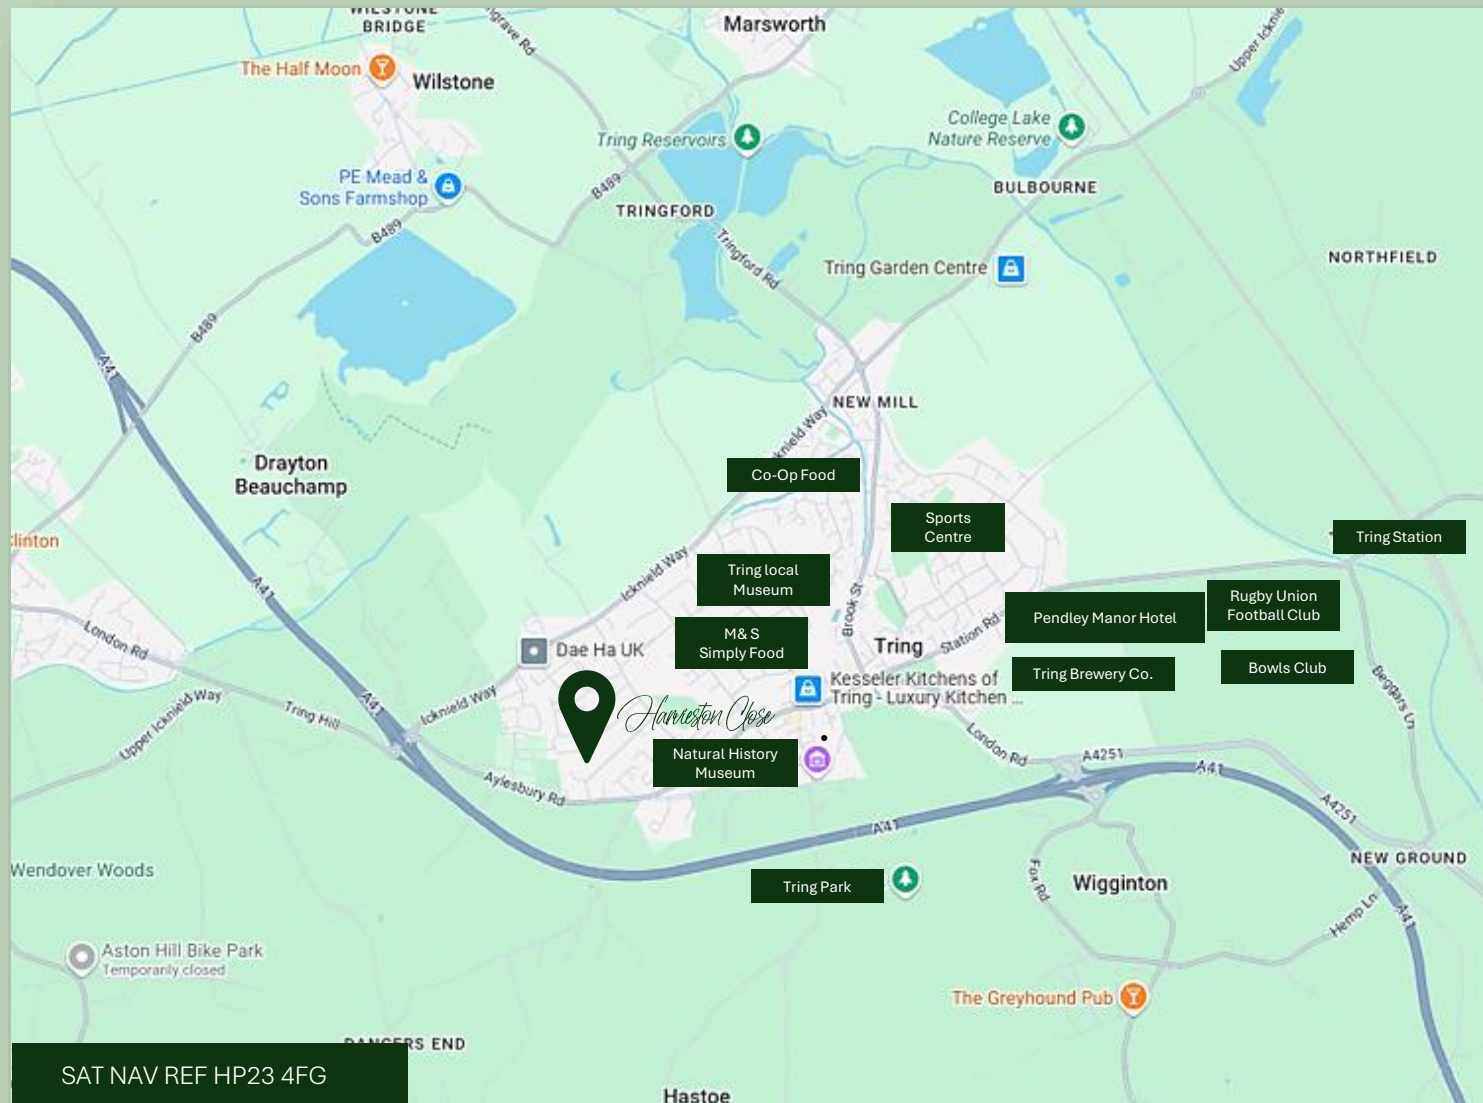 WILSTONE
BRIDGE
Marsworth
Upper Icknie
The Half Moon
Wilstone
College Lake
Nature Reserve
Tring Reservoirs
PE Mead &
Sons Farmshop
B489
BULBOURNE
TRINGFORD
B489
Tringford Rd
NORTHFIELD
Tring Garden Centre
B489
A41
NEW MILL
knield Way
Drayton
Beauchamp
Co-Op Food
Sports
Centre
Tring Station
linton
Tring local
Museum
Icknield Way
A41
Brook St
Rugby Union
Football Club
Pendley Manor Hotel
London Rd
M& S
Simply Food
Tring
Station Rd
Dae Ha UK
Bowls Club
Tring Brewery Co.
Kesseler Kitchens of
Tring - Luxury Kitchen ...
Beggars Ln
Icknield Way
A41
Upper Icknield Way
Tring Hill
Harvieston Close
London Rd
A4251
A41
Natural History
Museum
Aylesbury Rd
A4251
A41
NEW GROUND
Wendover Woods
Tring Park
Fox Rd
Wigginton
Hemp Ln
A41
Aston Hill Bike Park
Temporarily closed
The Greyhound Pub
DANGERS END
SAT NAV REF HP23 4FG
Hastoe